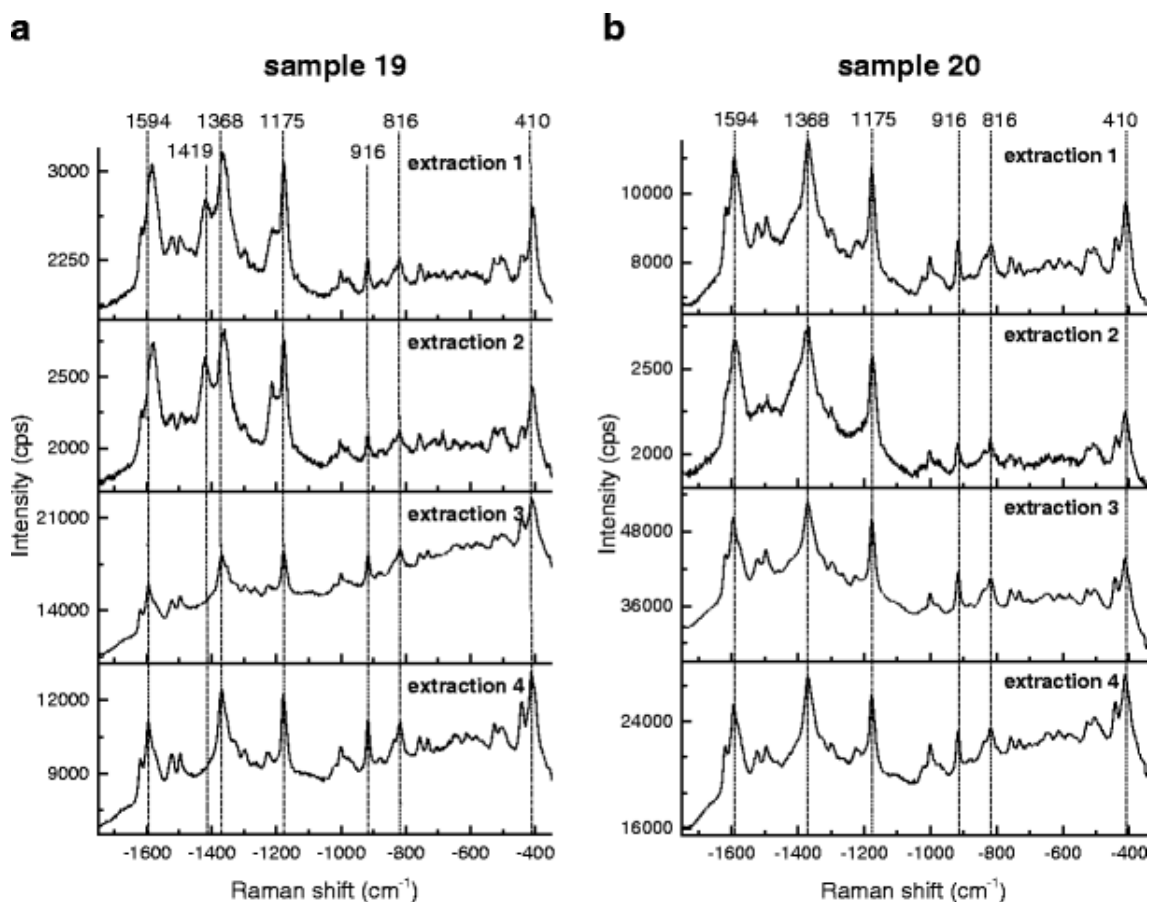 a
sample 19
1594 1368 1175 816 410
1419 916
extraction 1
3000
2250
extraction 2
2500
2000
extraction 3
21000
14000
extraction 4
12000
9000
Intensity (cps)
-1600 -1400 -1200 -1000 -800 -600 -400
Raman shift (cm⁻¹)
b
sample 20
1594 1368 1175 916 816 410
extraction 1
10000
8000
extraction 2
2500
2000
extraction 3
48000
36000
extraction 4
24000
16000
Intensity (cps)
-1600 -1400 -1200 -1000 -800 -600 -400
Raman shift (cm⁻¹)